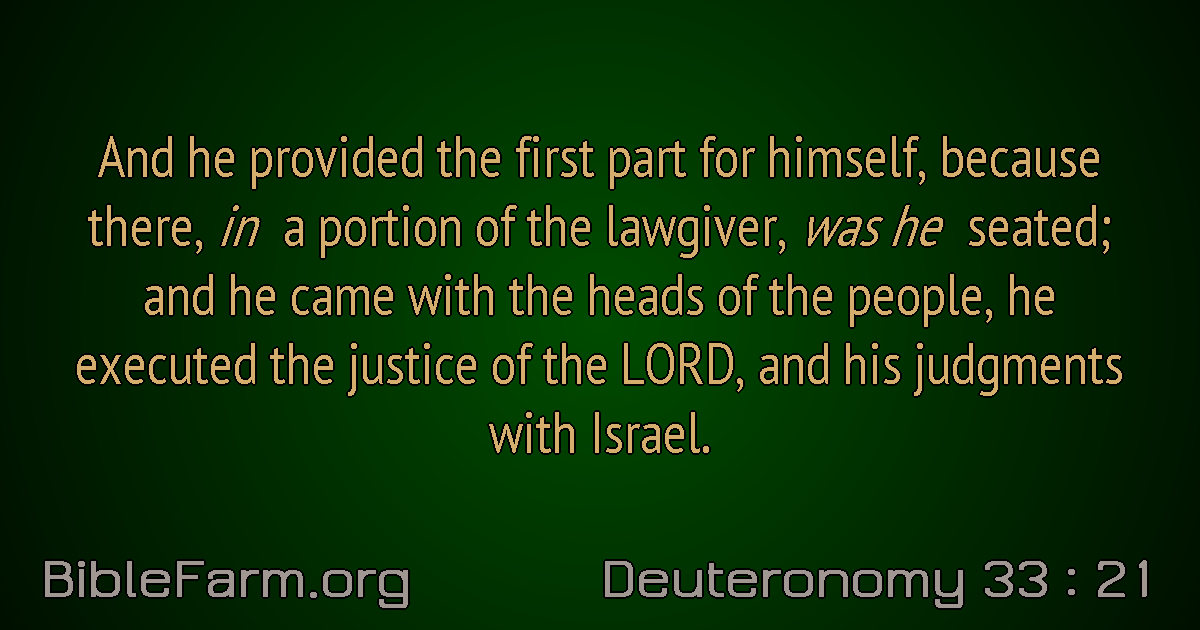 And he provided the first part for himself, because
there, in a portion of the lawgiver, was he seated;
and he came with the heads of the people, he
executed the justice of the LORD, and his judgments
with Israel.
BibleFarm.org
Deuteronomy 33 : 21